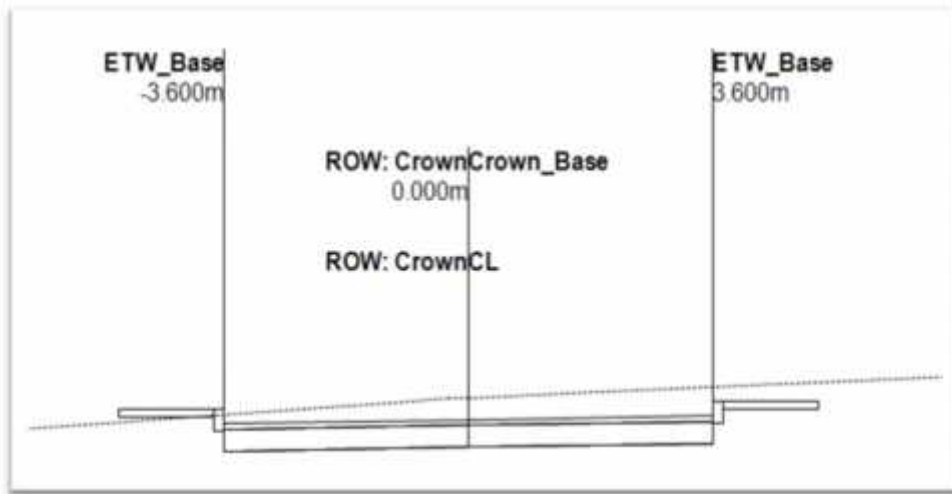 ETW_Base
-3.600m
ETW_Base
3.600m
ROW: CrownCrown_Base
0.000m
ROW: CrownCL